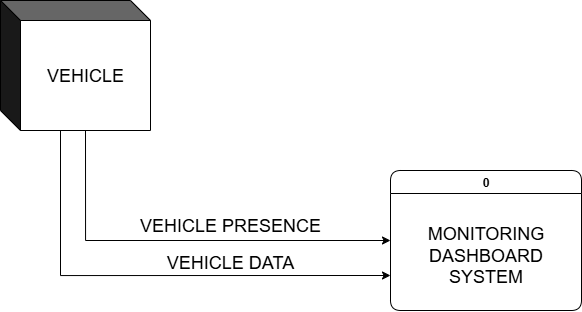 VEHICLE
0
VEHICLE PRESENCE
MONITORING
DASHBOARD
SYSTEM
VEHICLE DATA